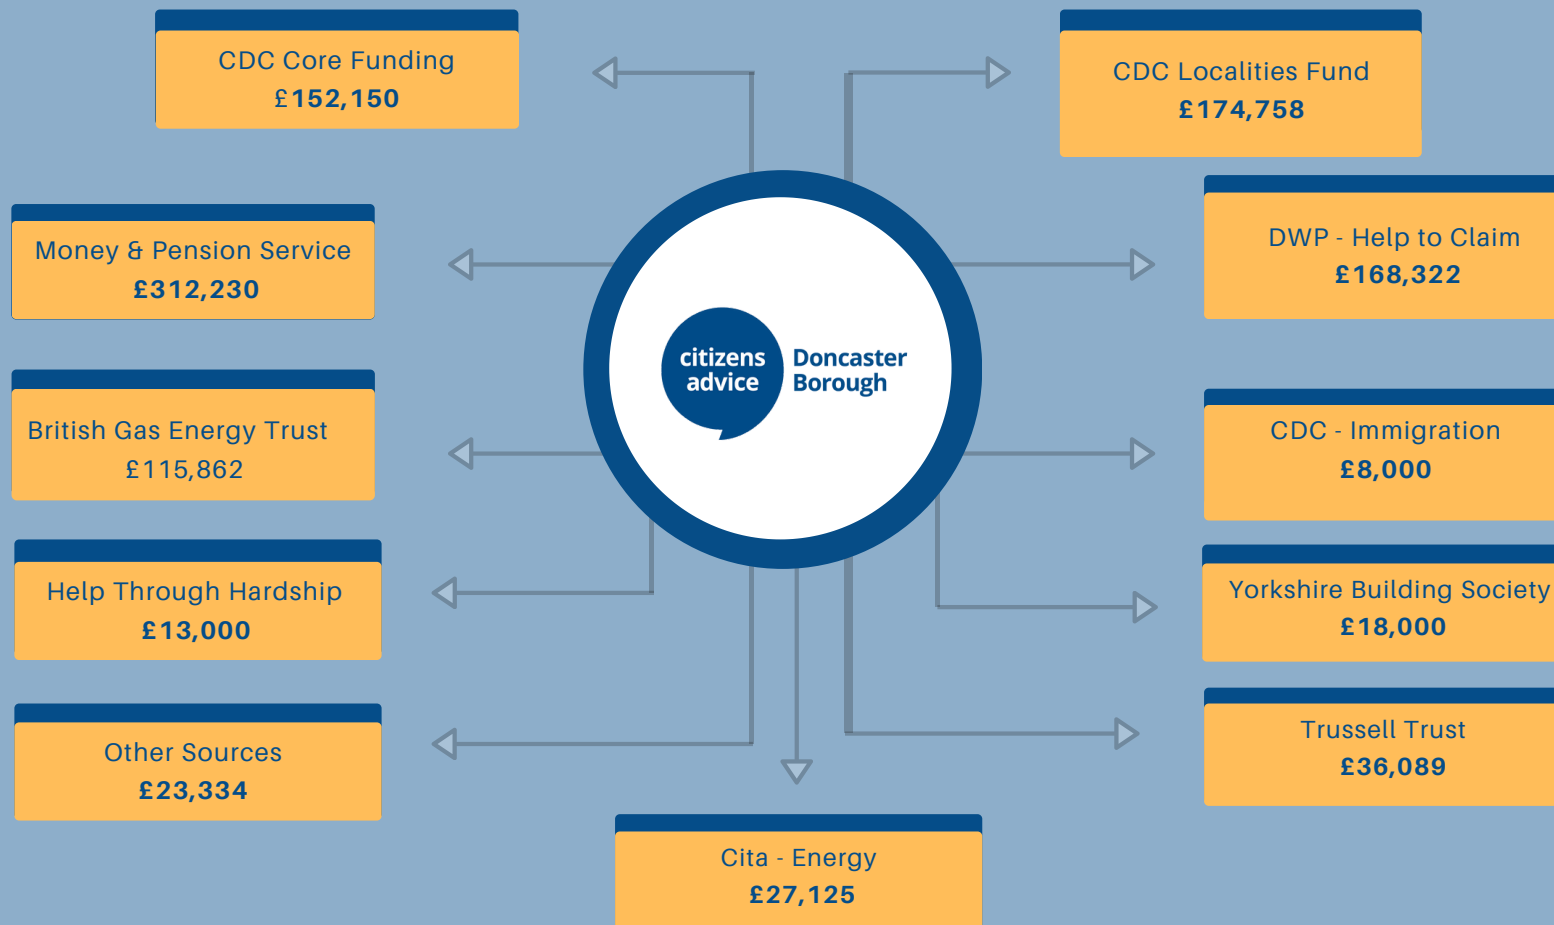 CDC Core Funding
£152,150
CDC Localities Fund
£174,758
Money & Pension Service
£312,230
DWP - Help to Claim
£168,322
citizens
advice
Doncaster
Borough
British Gas Energy Trust
£115,862
CDC - Immigration
£8,000
Help Through Hardship
£13,000
Yorkshire Building Society
£18,000
Other Sources
£23,334
Trussell Trust
£36,089
Cita - Energy
£27,125